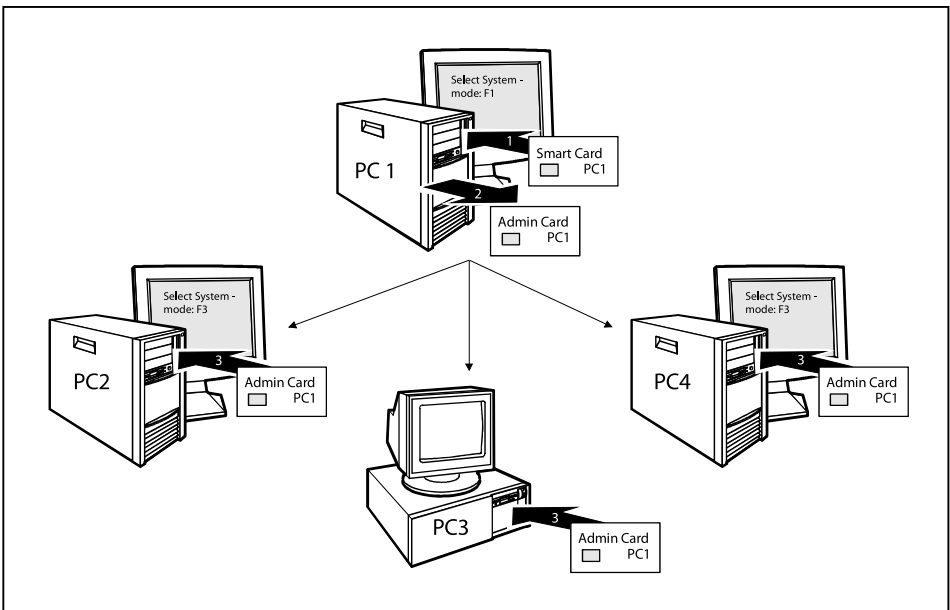 Select System -
mode: F1
PC 1
1
Smart Card
PC1
2
Admin Card
PC1
Select System -
mode: F3
PC2
3
Admin Card
PC1
Select System -
mode: F3
PC4
3
Admin Card
PC1
PC3
3
Admin Card
PC1